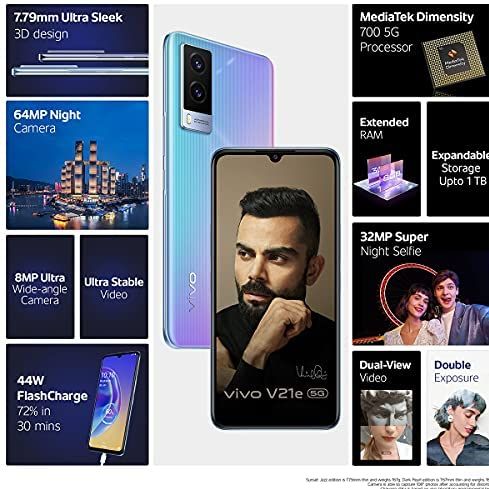 7.79mm Ultra Sleek
3D design
64MP Night
Camera
8MP Ultra
Wide-angle
Camera
Ultra Stable
Video
44W
FlashCharge
72% in
30 mins
vivo
vivo V21e 5G
MediaTek Dimensity
700 5G
Processor
MediaTek
Dimensity
Extended
RAM
Expandable
Storage
Upto 1 TB
32MP Super
Night Selfie
Dual-View
Video
Double
Exposure